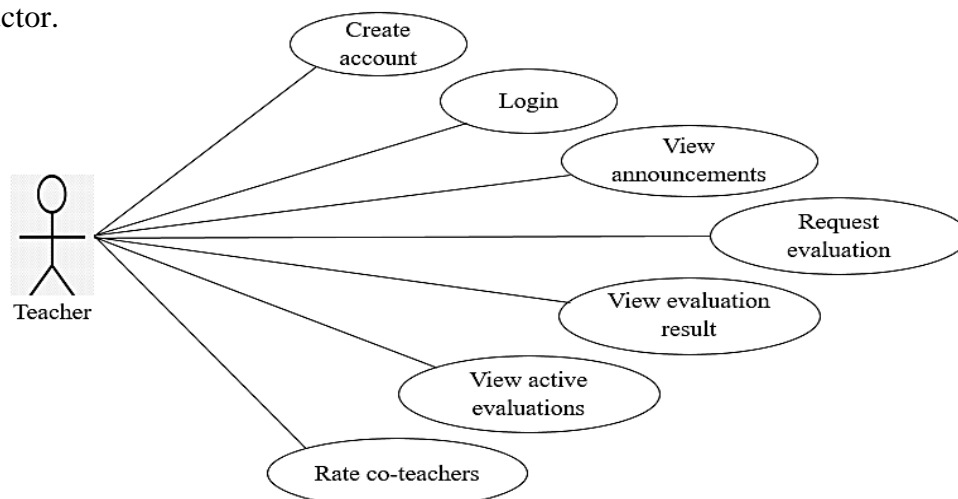 ctor.
Create
account
Login
View
announcements
Request
evaluation
Teacher
View evaluation
result
View active
evaluations
Rate co-teachers